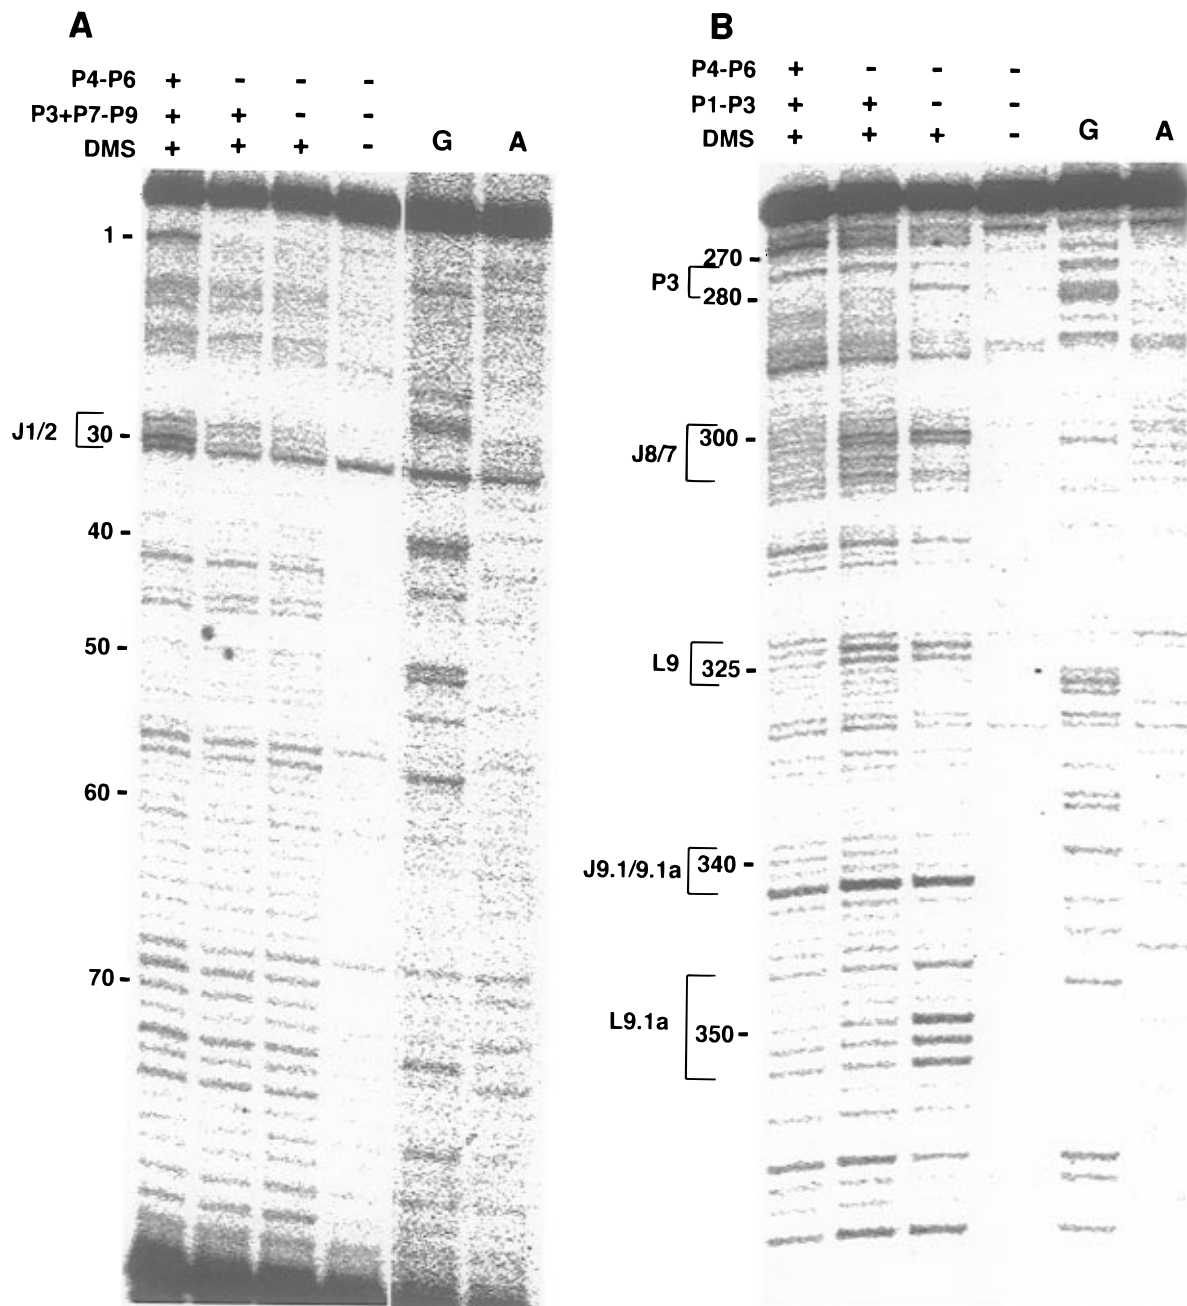 A
P4-P6 + - - -
P3+P7-P9 + + - -
DMS + + + - G A
1 -
J1/2 30 -
40 -
50 -
60 -
70 -
B
P4-P6 + - - -
P1-P3 + + - -
DMS + + + - G A
270 -
P3
280 -
300 -
J8/7
L9
325 -
J9.1/9.1a 340 -
L9.1a
350 -